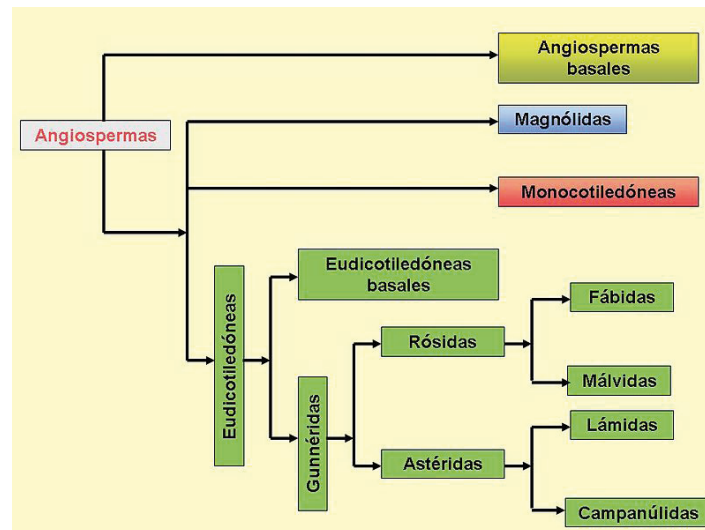 Angiospermas
basales
Angiospermas
Magnólidas
Monocotiledóneas
Eudicotiledóneas
Eudicotiledóneas
basales
Gunnéridas
Rósidas
Fábidas
Málvidas
Astéridas
Lámidas
Campanúlidas